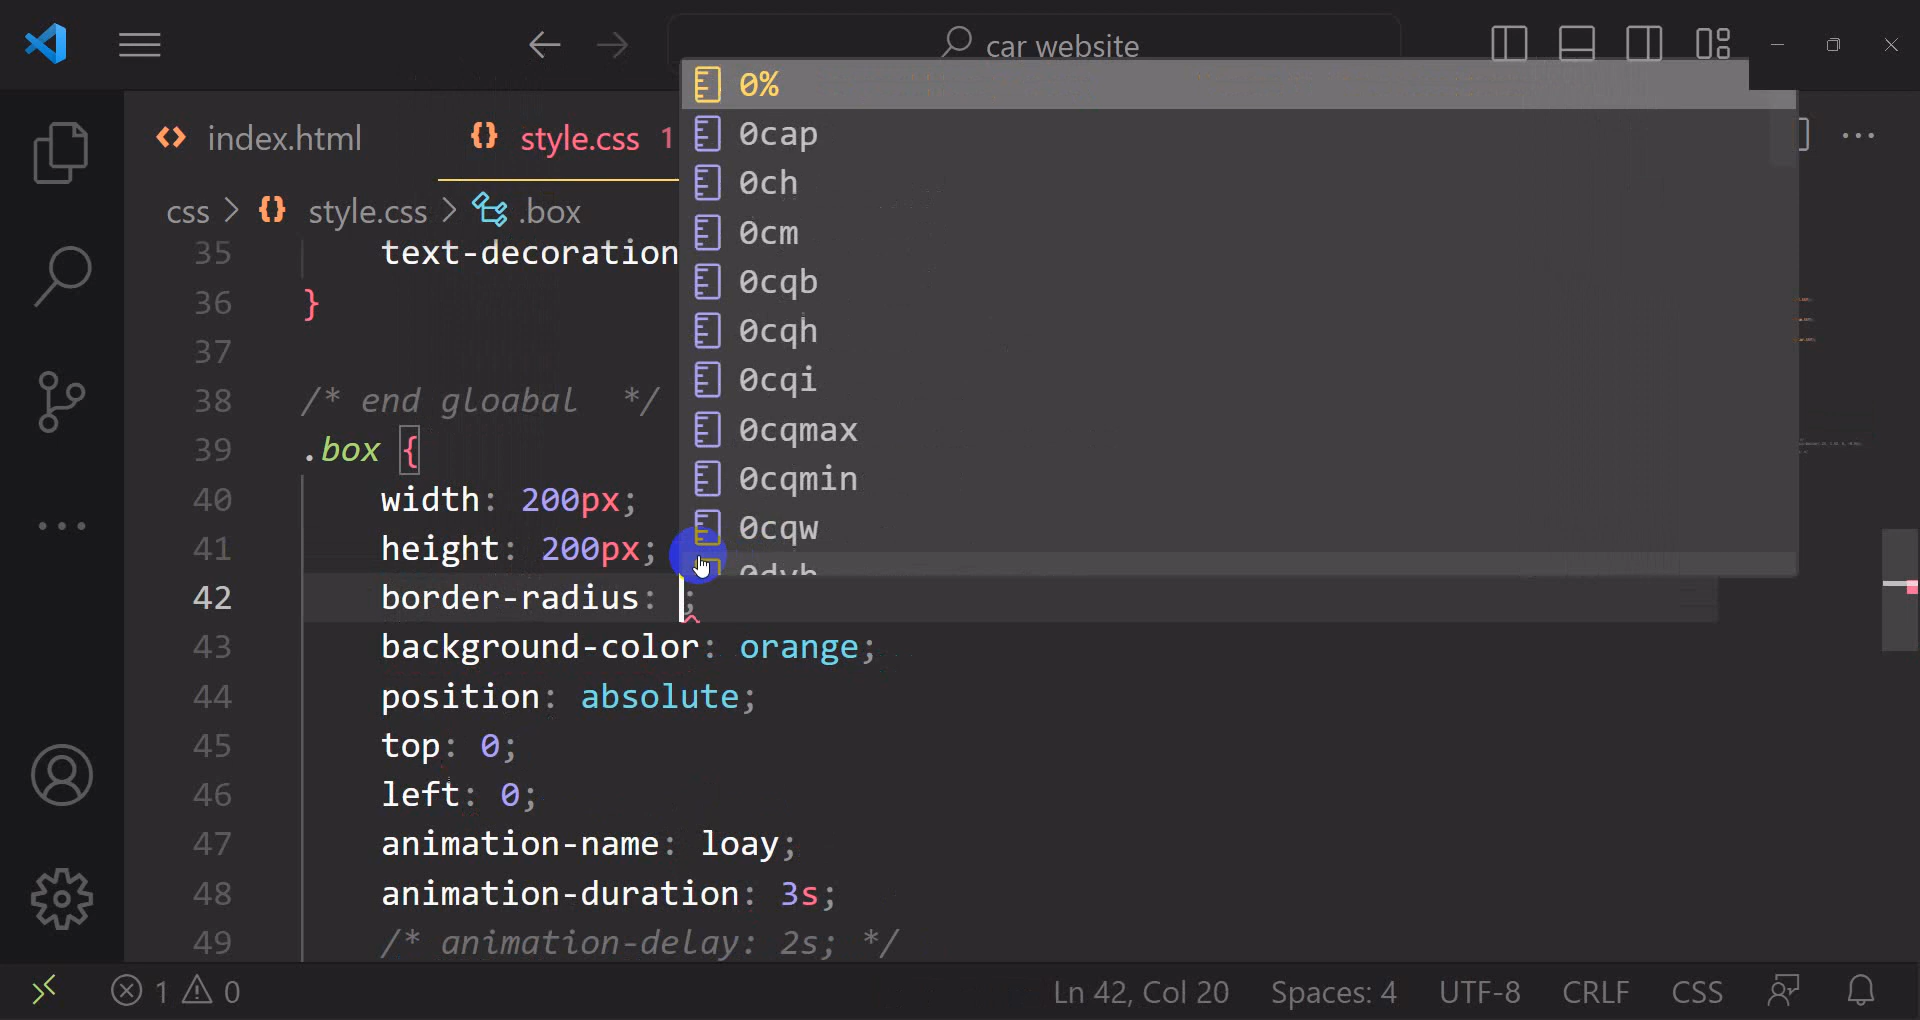 car website
index.html
style.css 1
css > {} style.css > .box
35 text-decoration
36 }
37
38 /* end gloabal */
39 .box {
40 width: 200px;
41 height: 200px;
42 border-radius: ;
43 background-color: orange;
44 position: absolute;
45 top: 0;
46 left: 0;
47 animation-name: loay;
48 animation-duration: 3s;
49 /* animation-delay: 2s; */
0%
0cap
0ch
0cm
0cqb
0cqh
0cqi
0cqmax
0cqmin
0cqw
1 0
Ln 42, Col 20 Spaces: 4 UTF-8 CRLF CSS